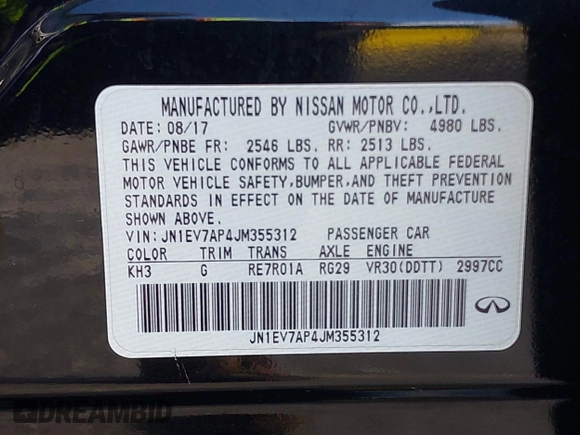 MANUFACTURED BY NISSAN MOTOR CO.,LTD.
DATE: 08/17 GVWR/PNBV: 4980 LBS.
GAWR/PNBE FR: 2546 LBS. RR: 2513 LBS.
THIS VEHICLE CONFORMS TO ALL APPLICABLE FEDERAL
MOTOR VEHICLE SAFETY,BUMPER,AND THEFT PREVENTION
STANDARDS IN EFFECT ON THE DATE OF MANUFACTURE
SHOWN ABOVE.
VIN: JN1EV7AP4JM355312 PASSENGER CAR
COLOR TRIM TRANS AXLE ENGINE
KH3 G RE7R01A RG29 VR30(DDTT) 2997CC
JN1EV7AP4JM355312
DREAMBID